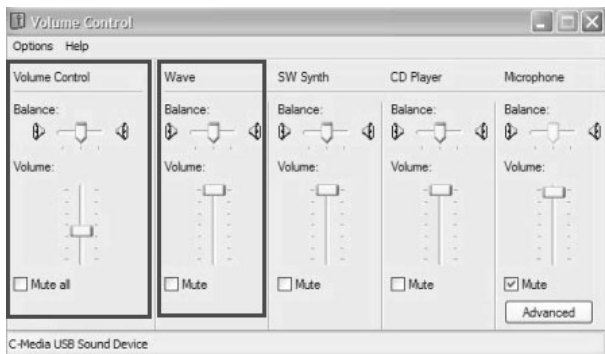 Volume Control
Options Help
Volume Control Wave SW Synth CD Player Microphone
Balance: Balance: Balance: Balance: Balance:
Volume: Volume: Volume: Volume: Volume:
Mute all Mute Mute Mute Mute
Advanced
C-Media USB Sound Device